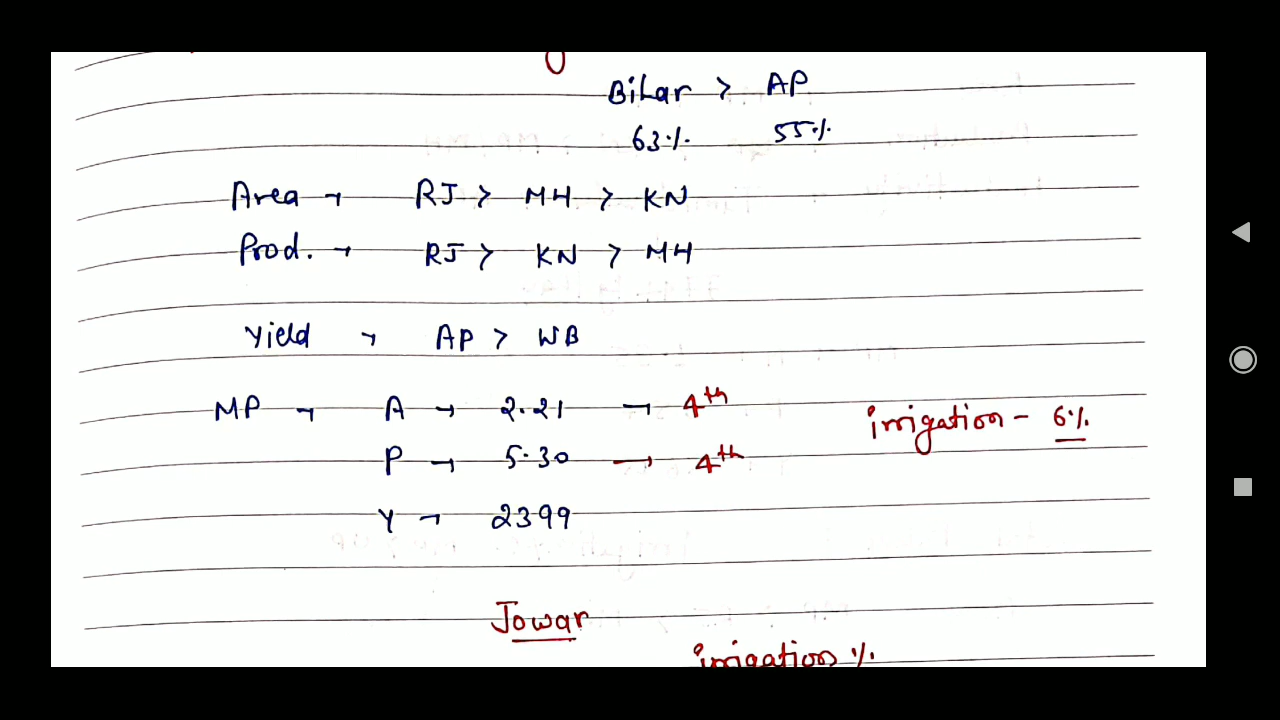 Bihar > AP
63% 55%
Area → RJ > MH > KN
Prod. → RJ > KN > MH
Yield → AP > WB
MP → A → 2.21 → 4th
irrigation - 6%
P → 5.30 → 4th
Y → 2399
Jowar
irrigation %